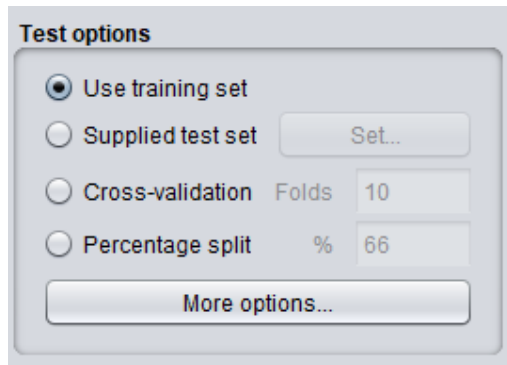 Test options
Use training set
Supplied test set Set...
Cross-validation Folds 10
Percentage split % 66
More options...